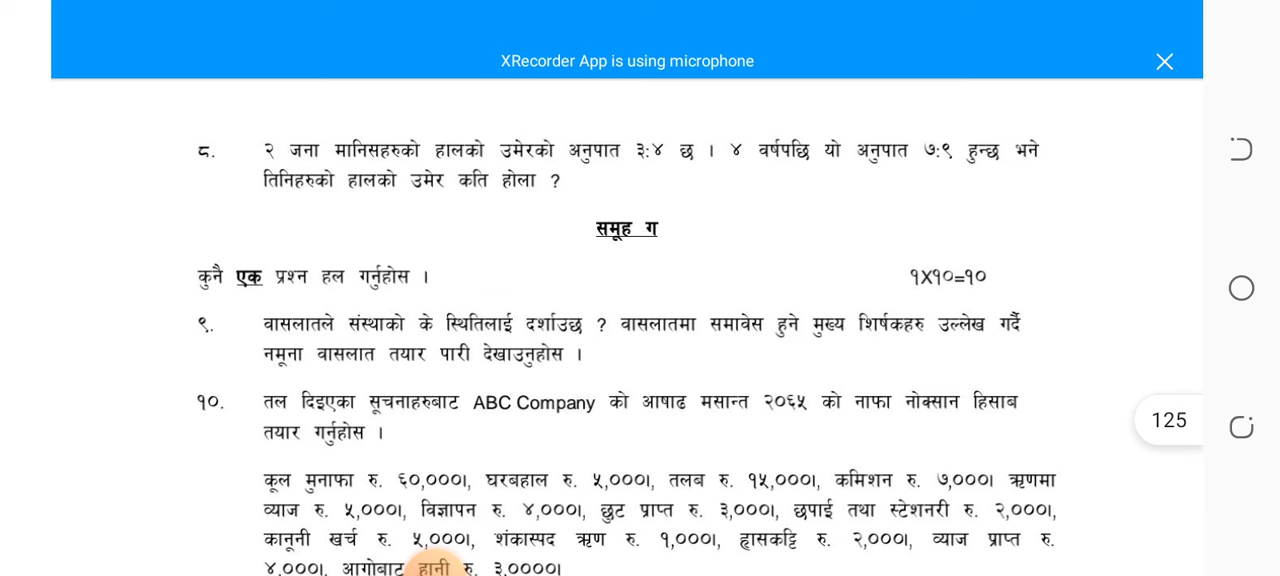 XRecorder App is using microphone
८. २ जना मानिसहरुको हालको उमेरको अनुपात ३:४ छ । ४ वर्षपछि यो अनुपात ७:९ हुन्छ भने
तिनिहरुको हालको उमेर कति होला ?
समूह ग
कुनै एक प्रश्न हल गर्नुहोस । १X१०=१०
९. वासलातले संस्थाको के स्थितिलाई दर्शाउछ ? वासलातमा समावेस हुने मुख्य शिर्षकहरु उल्लेख गर्दै
नमूना वासलात तयार पारी देखाउनुहोस ।
१०. तल दिइएका सूचनाहरुबाट ABC Company को आषाढ मसान्त २०६५ को नाफा नोक्सान हिसाब
तयार गर्नुहोस ।
125
कूल मुनाफा रु. ६०,०००।, घरबहाल रु. ५,०००।, तलब रु. १५,०००।, कमिशन रु. ७,०००। ऋणमा
व्याज रु. ५,०००।, विज्ञापन रु. ४,०००।, छुट प्राप्त रु. ३,०००।, छपाई तथा स्टेशनरी रु. २,०००।,
कानूनी खर्च रु. ५,०००।, शंकास्पद ऋण रु. १,०००।, ह्रासकट्टि रु. २,०००।, व्याज प्राप्त रु.
४,०००।, आगोबाट हानी रु. ३,००००।